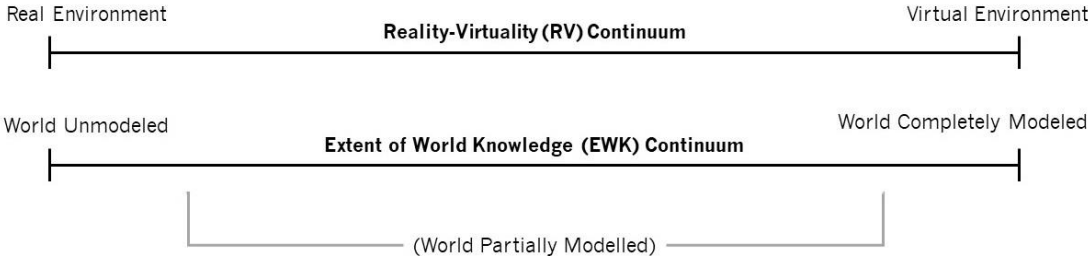 Real Environment
Virtual Environment
Reality-Virtuality (RV) Continuum
World Unmodeled
World Completely Modeled
Extent of World Knowledge (EWK) Continuum
(World Partially Modelled)